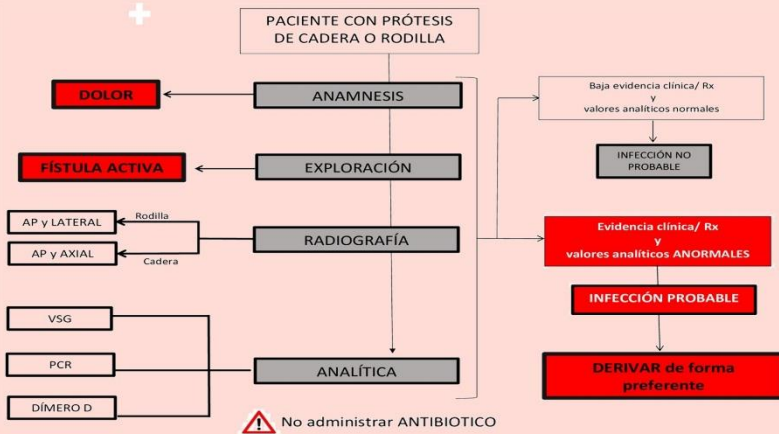 PACIENTE CON PRÓTESIS
DE CADERA O RODILLA
DOLOR
ANAMNESIS
FÍSTULA ACTIVA
EXPLORACIÓN
AP y LATERAL
Rodilla
AP y AXIAL
Cadera
RADIOGRAFÍA
VSG
PCR
DÍMERO D
ANALÍTICA
No administrar ANTIBIOTICO
Baja evidencia clínica/ Rx
y
valores analíticos normales
INFECCIÓN NO
PROBABLE
Evidencia clínica/ Rx
y
valores analíticos ANORMALES
INFECCIÓN PROBABLE
DERIVAR de forma
preferente